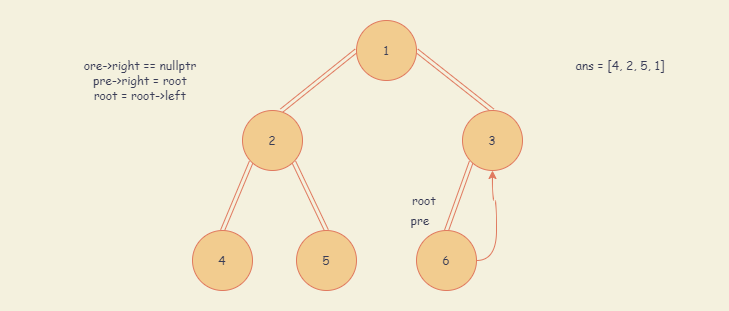 1
ore->right == nullptr
pre->right = root
root = root->left
ans = [4, 2, 5, 1]
2
3
root
pre
4
5
6